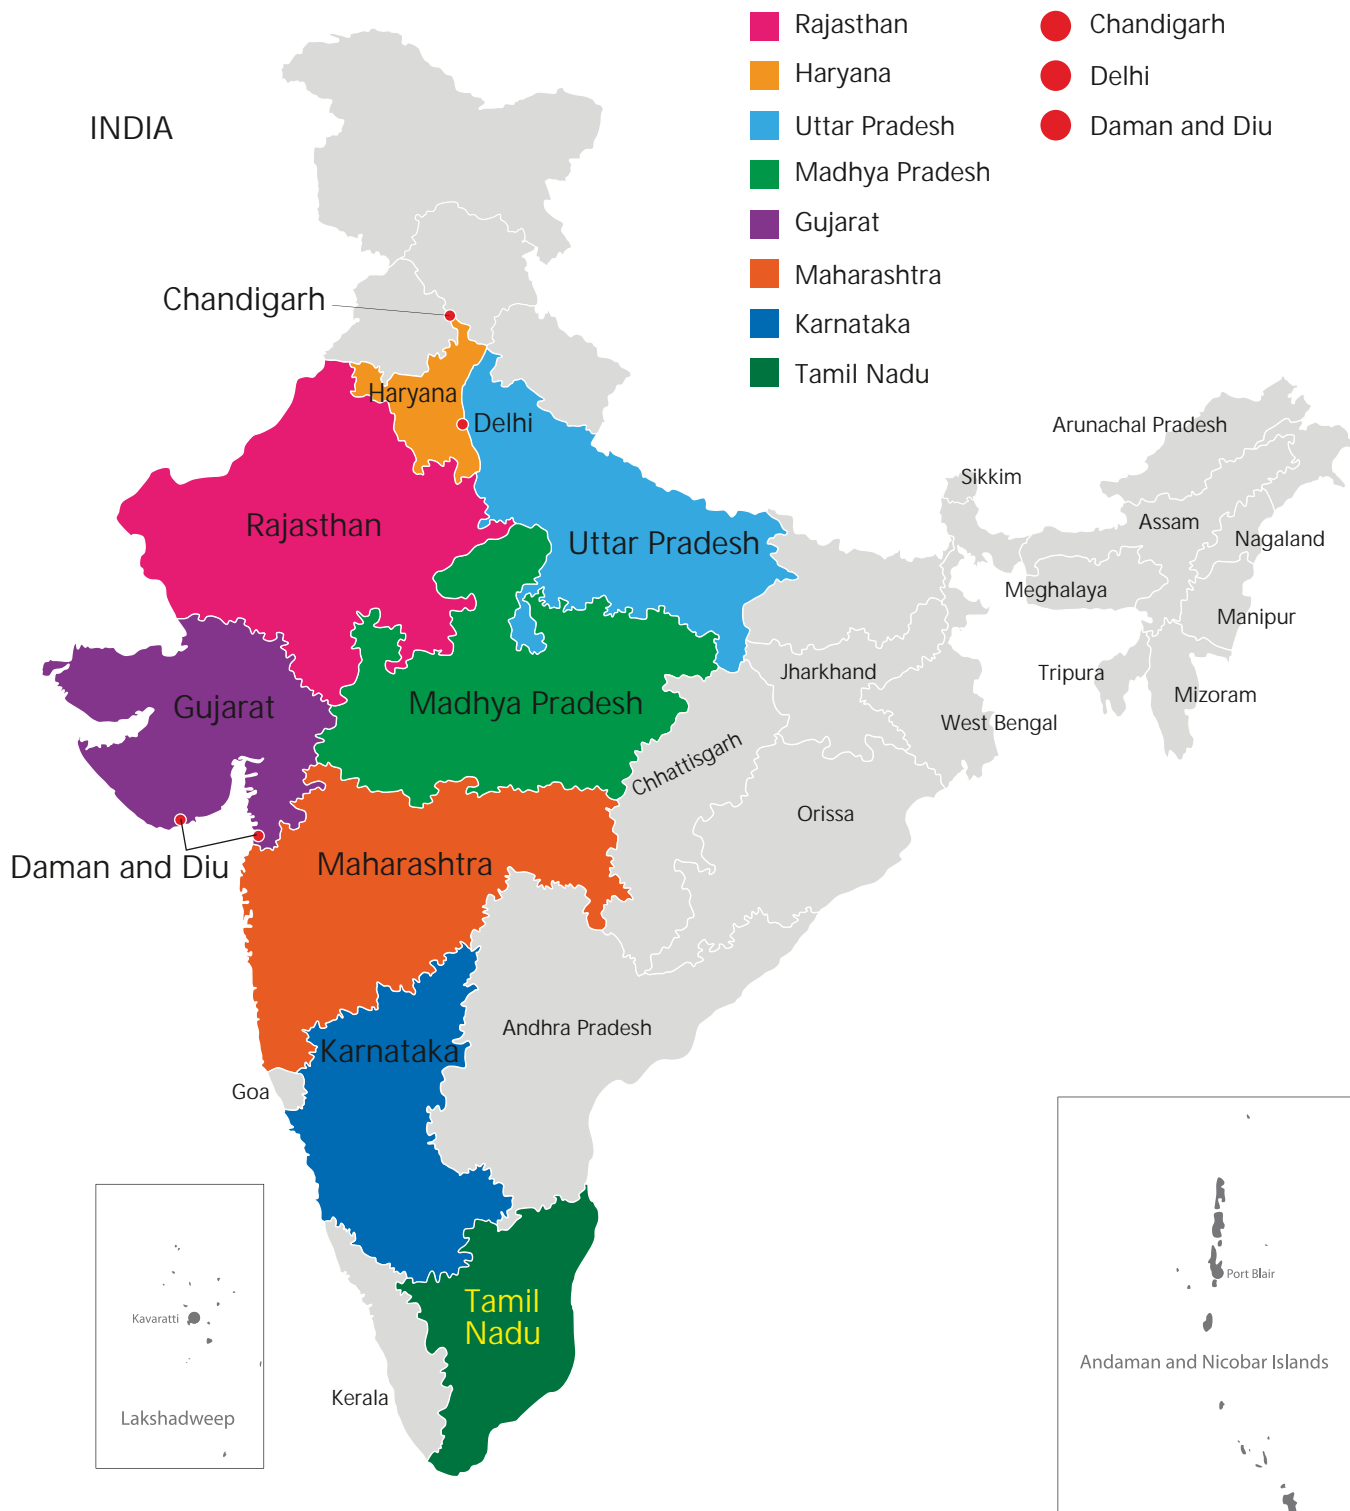 INDIA
Rajasthan
Haryana
Uttar Pradesh
Madhya Pradesh
Gujarat
Maharashtra
Karnataka
Tamil Nadu
Chandigarh
Delhi
Daman and Diu
Chandigarh
Haryana
Delhi
Rajasthan
Uttar Pradesh
Arunachal Pradesh
Sikkim
Assam
Nagaland
Meghalaya
Manipur
Tripura
Mizoram
Jharkhand
West Bengal
Gujarat
Madhya Pradesh
Chhattisgarh
Orissa
Daman and Diu
Maharashtra
Andhra Pradesh
Karnataka
Goa
Tamil
Nadu
Kerala
Kavaratti
Lakshadweep
Port Blair
Andaman and Nicobar Islands